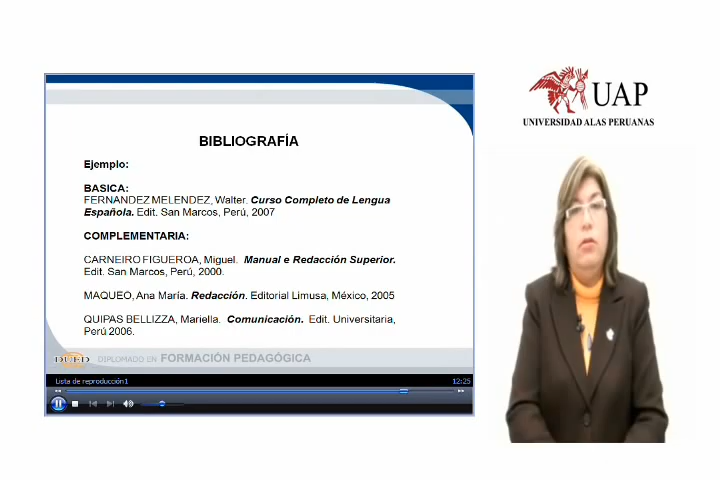 BIBLIOGRAFÍA
Ejemplo:
BASICA:
FERNANDEZ MELENDEZ, Walter. Curso Completo de Lengua
Española. Edit. San Marcos, Perú, 2007
COMPLEMENTARIA:
CARNEIRO FIGUEROA, Miguel. Manual e Redacción Superior.
Edit. San Marcos, Perú, 2000.
MAQUEO, Ana María. Redacción. Editorial Limusa, México, 2005
QUIPAS BELLIZZA, Mariella. Comunicación. Edit. Universitaria,
Perú 2006.
DUED DIPLOMADO EN FORMACIÓN PEDAGÓGICA
Lista de reproducción1 12:25
UAP
UNIVERSIDAD ALAS PERUANAS